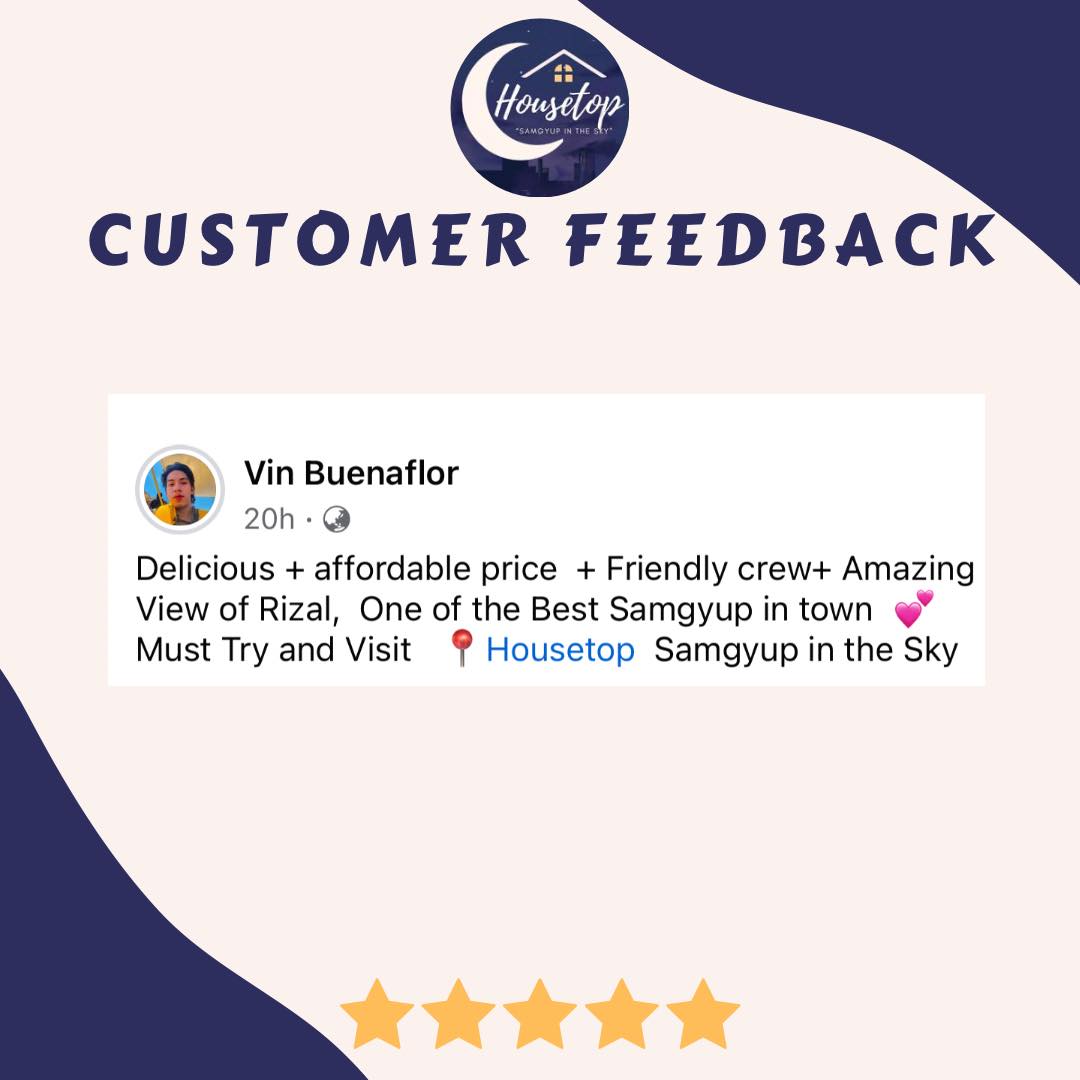 Housetop
"SAMGYUP IN THE SKY"
CUSTOMER FEEDBACK
Vin Buenaflor
20h ·
Delicious + affordable price  + Friendly crew+ Amazing
View of Rizal,  One of the Best Samgyup in town 💕
Must Try and Visit 📍 Housetop  Samgyup in the Sky